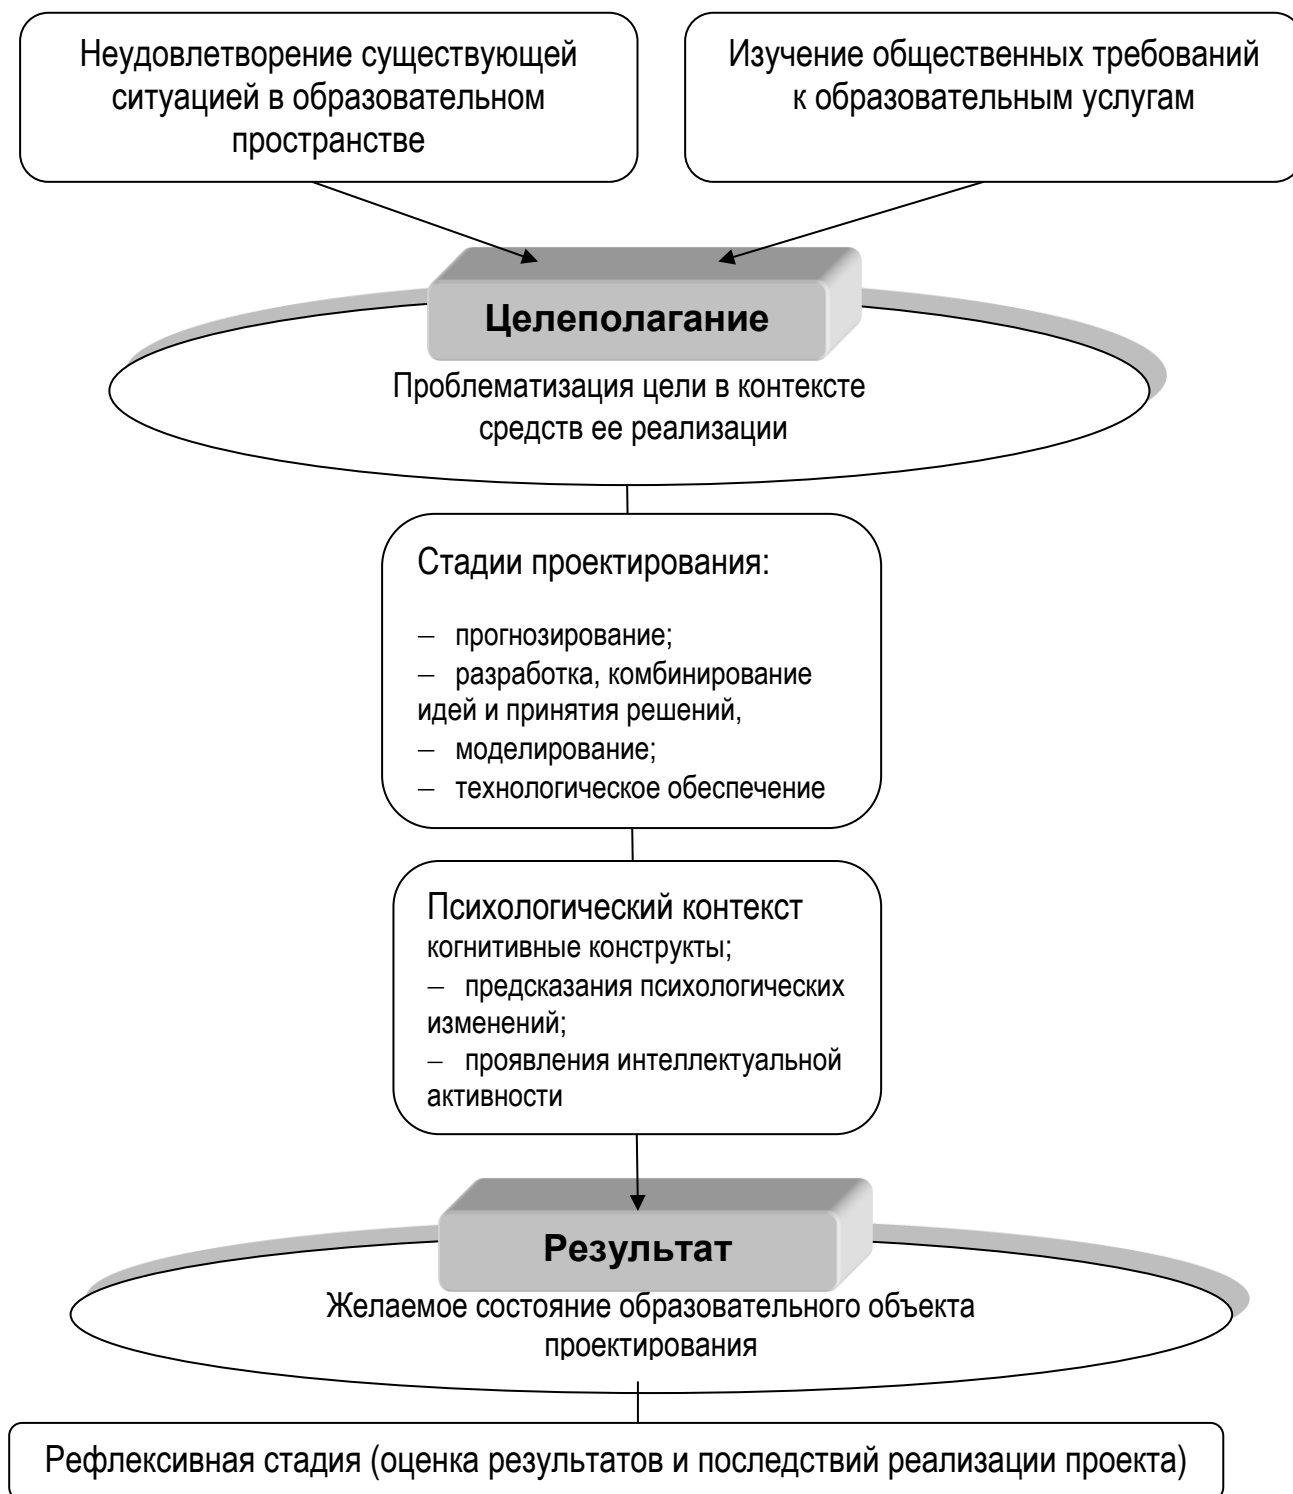 Неудовлетворение существующей
ситуацией в образовательном
пространстве
Изучение общественных требований
к образовательным услугам
Целеполагание
Проблематизация цели в контексте
средств ее реализации
Стадии проектирования:
– прогнозирование;
– разработка, комбинирование
идей и принятия решений,
– моделирование;
– технологическое обеспечение
Психологический контекст
когнитивные конструкты;
– предсказания психологических
изменений;
– проявления интеллектуальной
активности
Результат
Желаемое состояние образовательного объекта
проектирования
Рефлексивная стадия (оценка результатов и последствий реализации проекта)